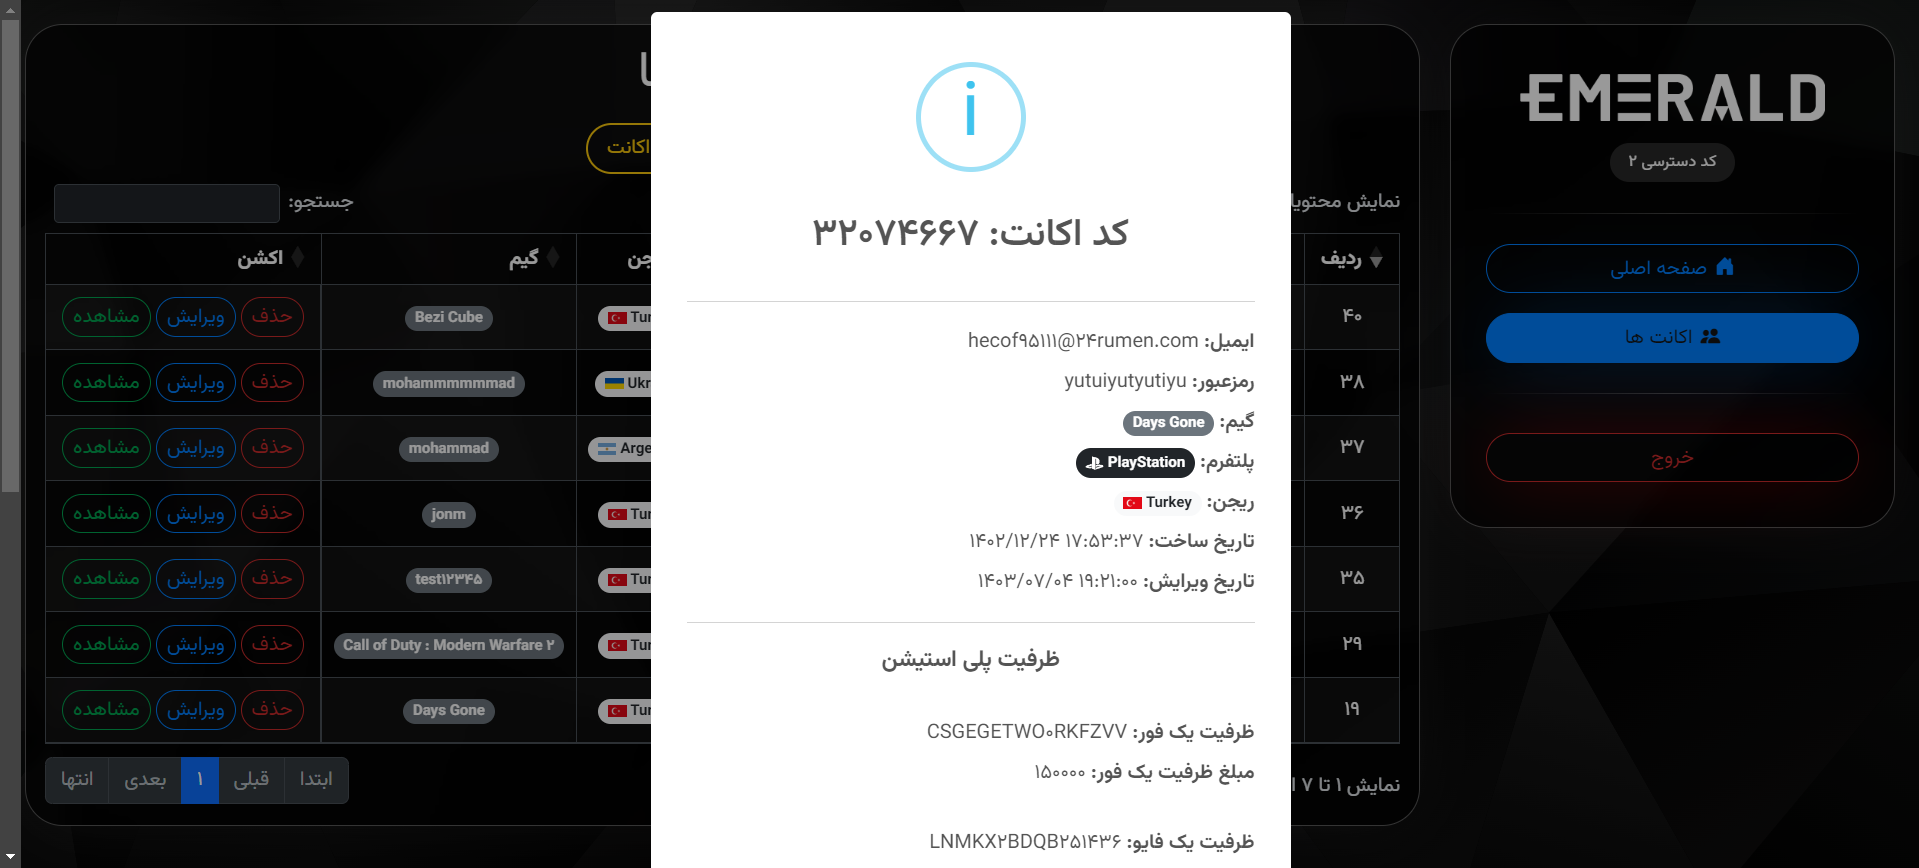 EMERALD
کد دسترسی ۲
صفحه اصلی
اکانت ها
خروج
اکانت
نمایش محتویا
جستجو:
ردیف
جن
گیم
اکشن
۴۰
Tur
Bezi Cube
حذف ویرایش مشاهده
۳۸
Ukr
mohammmmmmad
حذف ویرایش مشاهده
۳۷
Arge
mohammad
حذف ویرایش مشاهده
۳۶
Tur
jonm
حذف ویرایش مشاهده
۳۵
Tur
test۱۲۳۴۵
حذف ویرایش مشاهده
۲۹
Tur
Call of Duty : Modern Warfare ۲
حذف ویرایش مشاهده
۱۹
Tur
Days Gone
حذف ویرایش مشاهده
نمایش ۱ تا ۷ ا
ابتدا قبلی ۱ بعدی انتها
کد اکانت: ۳۲۰۷۴۶۶۷
ایمیل: hecof۹۵۱۱۱@۲۴rumen.com
رمزعبور: yutuiyutyutiyu
گیم: Days Gone
پلتفرم: PlayStation
ریجن: Turkey
تاریخ ساخت: ۱۴۰۲/۱۲/۲۴ ۱۷:۵۳:۳۷
تاریخ ویرایش: ۱۴۰۳/۰۷/۰۴ ۱۹:۲۱:۰۰
ظرفیت پلی استیشن
ظرفیت یک فور: CSGEGETWO۰RKFZVV
مبلغ ظرفیت یک فور: ۱۵۰۰۰۰
ظرفیت یک فایو: LNMKX۲BDQB۲۵۱۴۳۶